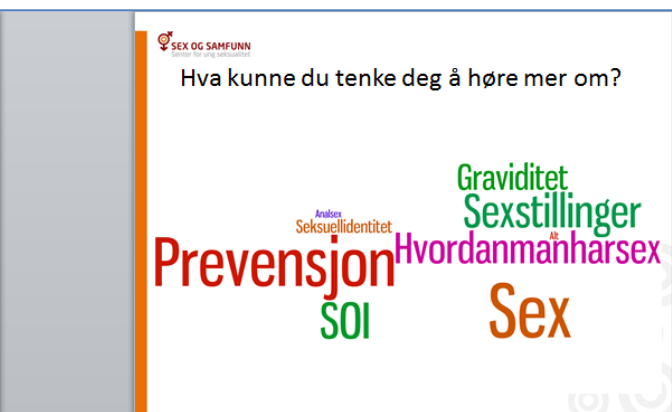 SEX OG SAMFUNN
Senter for ung seksualitet
Hva kunne du tenke deg å høre mer om?
Graviditet
Sexstillinger
Analsex
Seksuellidentitet
Alt
Hvordanmanharsex
Prevensjon
Sex
SOI